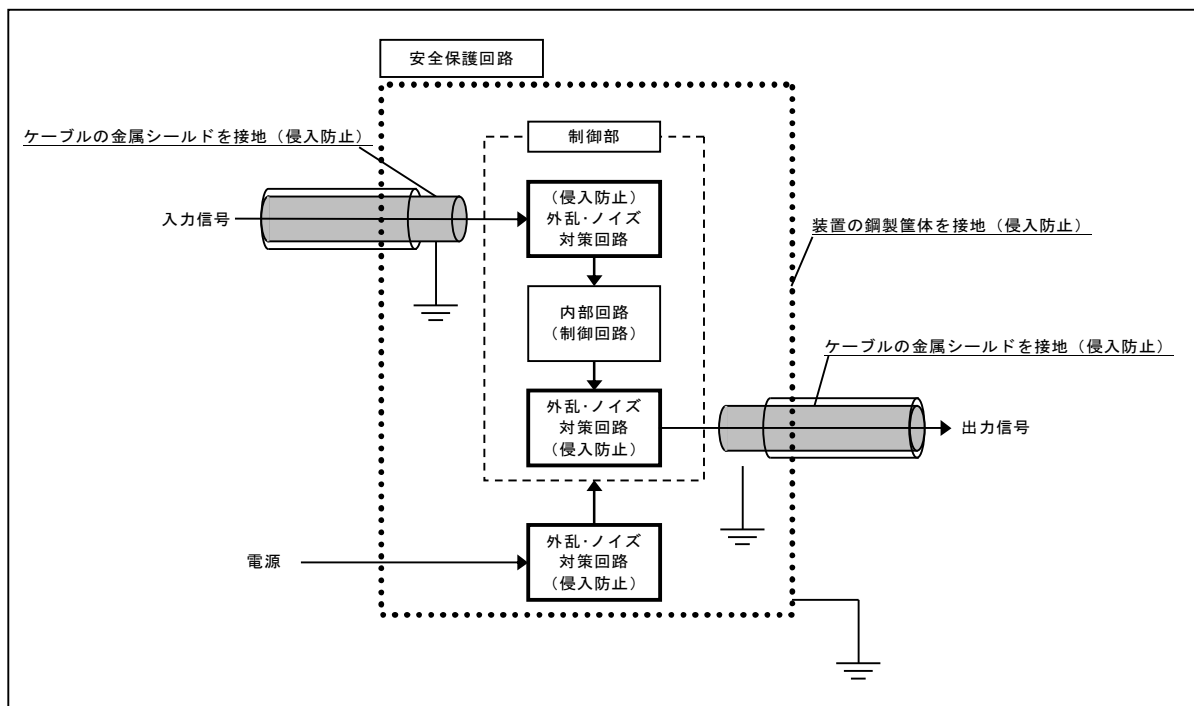 安全保護回路
ケーブルの金属シールドを接地（侵入防止）
制御部
入力信号
（侵入防止）
外乱･ノイズ
対策回路
装置の鋼製筐体を接地（侵入防止）
内部回路
（制御回路）
ケーブルの金属シールドを接地（侵入防止）
外乱･ノイズ
対策回路
（侵入防止）
出力信号
電源
外乱･ノイズ
対策回路
（侵入防止）